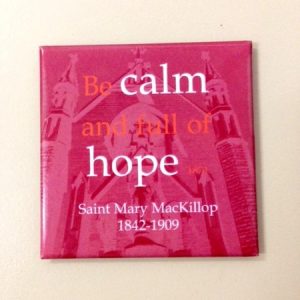 Be calm
and full of
hope
Saint Mary MacKillop
1842-1909